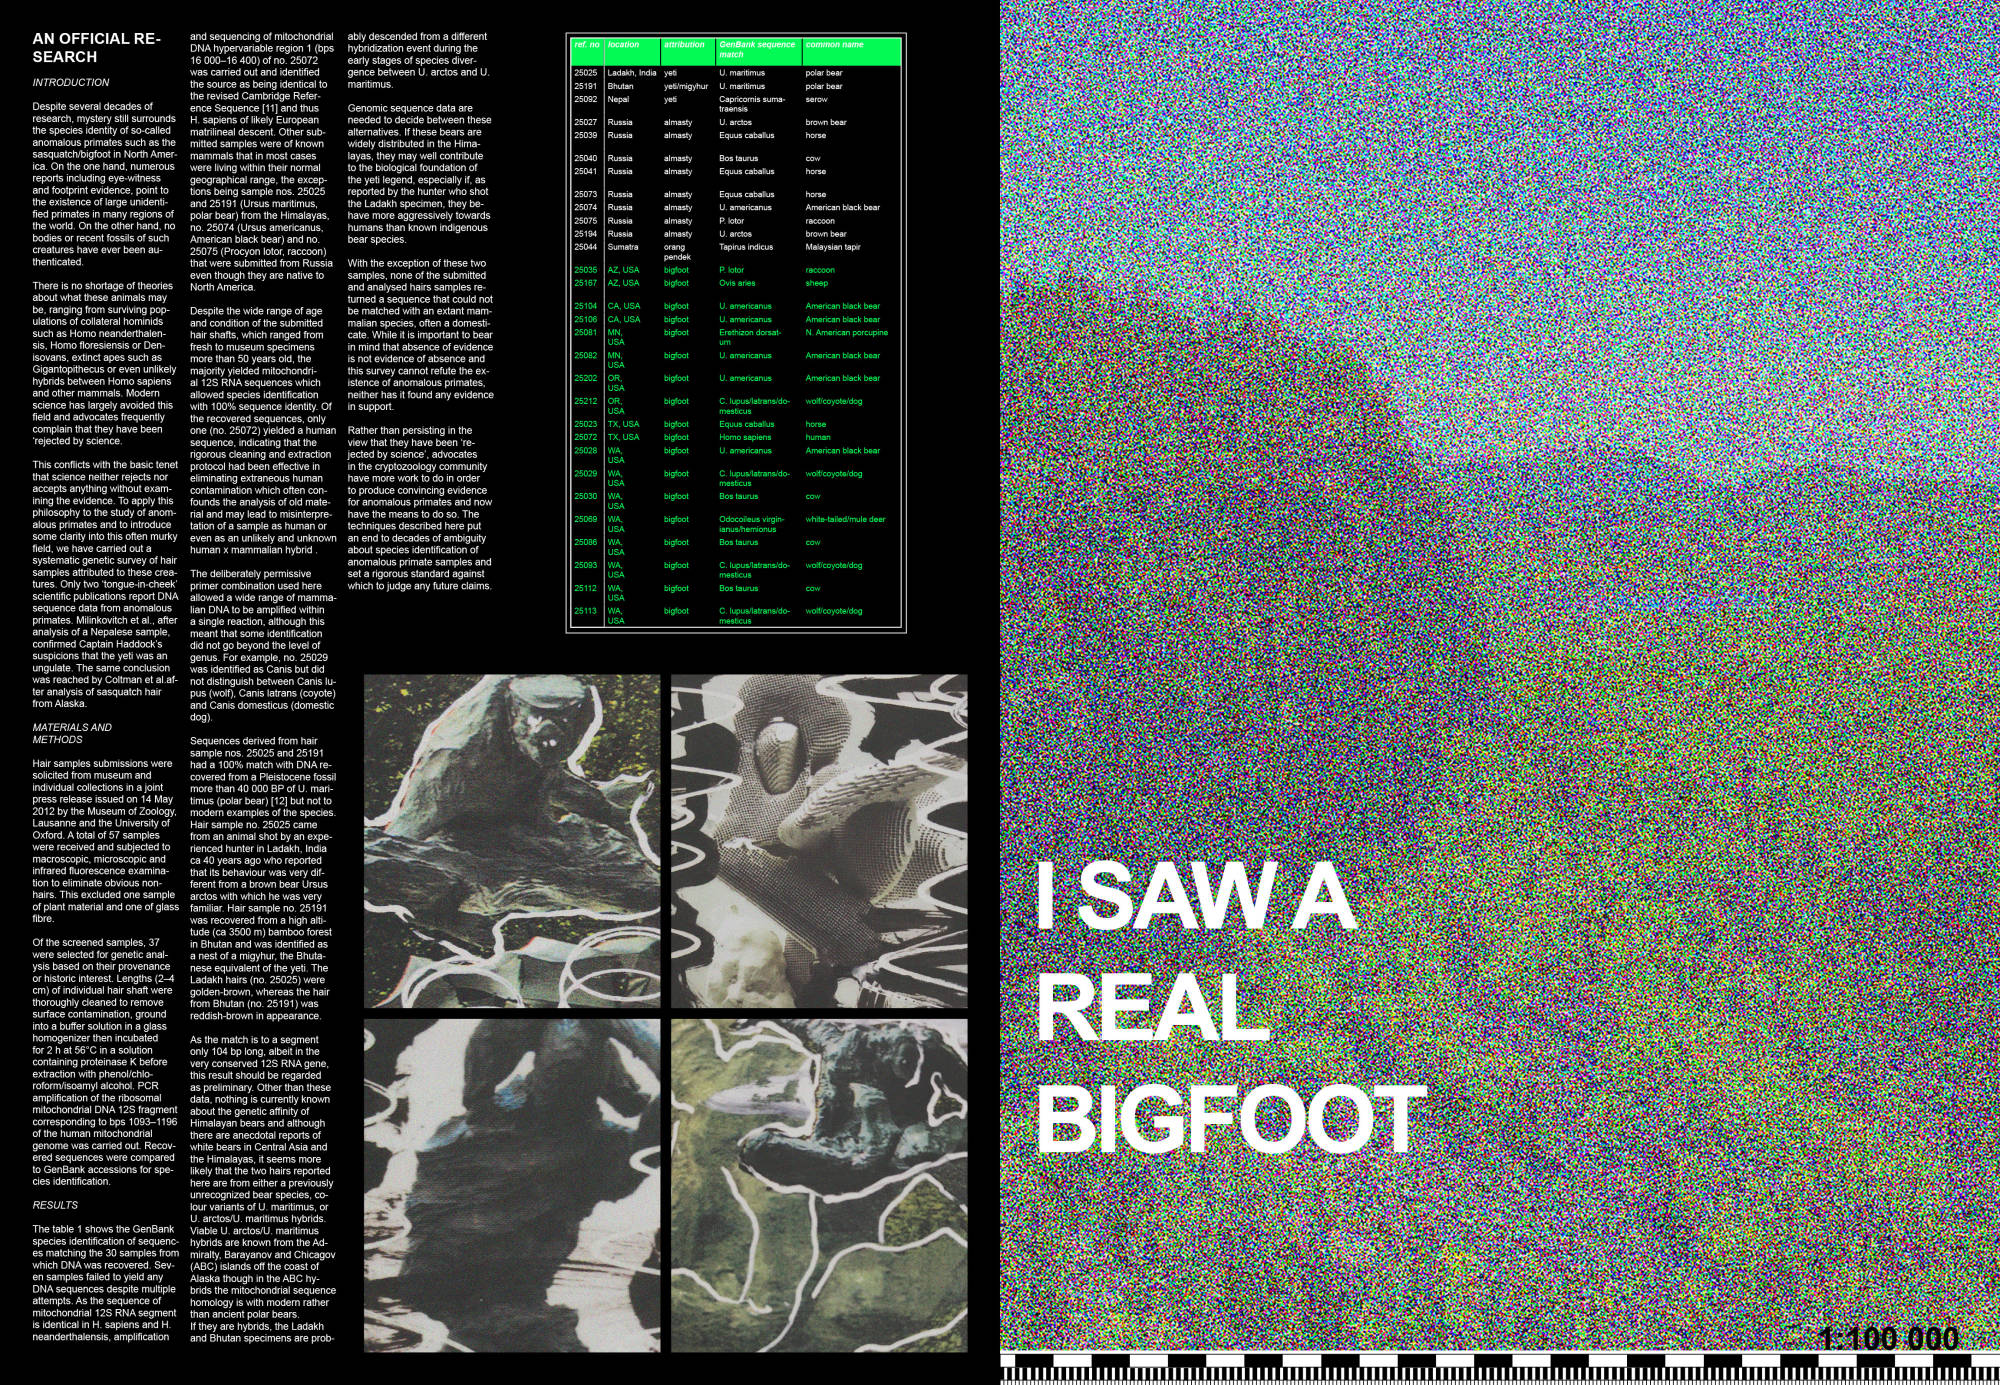 AN OFFICIAL RE-
SEARCH
INTRODUCTION
Despite several decades of
research, mystery still surrounds
the species identity of so-called
anomalous primates such as the
sasquatch/bigfoot in North Amer-
ica. On the one hand, numerous
reports including eye-witness
and footprint evidence, point to
the existence of large unidenti-
fied primates in many regions of
the world. On the other hand, no
bodies or recent fossils of such
creatures have ever been au-
thenticated.
There is no shortage of theories
about what these animals may
be, ranging from surviving pop-
ulations of collateral hominids
such as Homo neanderthalen-
sis, Homo floresiensis or Den-
isovans, extinct apes such as
Gigantopithecus or even unlikely
hybrids between Homo sapiens
and other mammals. Modern
science has largely avoided this
field and advocates frequently
complain that they have been
'rejected by science.
This conflicts with the basic tenet
that science neither rejects nor
accepts anything without exam-
ining the evidence. To apply this
philosophy to the study of anom-
alous primates and to introduce
some clarity into this often murky
field, we have carried out a
systematic genetic survey of hair
samples attributed to these crea-
tures. Only two 'tongue-in-cheek'
scientific publications report DNA
sequence data from anomalous
primates. Milinkovitch et al., after
analysis of a Nepalese sample,
confirmed Captain Haddock's
suspicions that the yeti was an
ungulate. The same conclusion
was reached by Coltman et al.af-
ter analysis of sasquatch hair
from Alaska.
MATERIALS AND
METHODS
Hair samples submissions were
solicited from museum and
individual collections in a joint
press release issued on 14 May
2012 by the Museum of Zoology,
Lausanne and the University of
Oxford. A total of 57 samples
were received and subjected to
macroscopic, microscopic and
infrared fluorescence examina-
tion to eliminate obvious non-
hairs. This excluded one sample
of plant material and one of glass
fibre.
Of the screened samples, 37
were selected for genetic anal-
ysis based on their provenance
or historic interest. Lengths (2–4
cm) of individual hair shaft were
thoroughly cleaned to remove
surface contamination, ground
into a buffer solution in a glass
homogenizer then incubated
for 2 h at 56°C in a solution
containing proteinase K before
extraction with phenol/chlo-
roform/isoamyl alcohol. PCR
amplification of the ribosomal
mitochondrial DNA 12S fragment
corresponding to bps 1093–1196
of the human mitochondrial
genome was carried out. Recov-
ered sequences were compared
to GenBank accessions for spe-
cies identification.
RESULTS
The table 1 shows the GenBank
species identification of sequenc-
es matching the 30 samples from
which DNA was recovered. Sev-
en samples failed to yield any
DNA sequences despite multiple
attempts. As the sequence of
mitochondrial 12S RNA segment
is identical in H. sapiens and H.
neanderthalensis, amplification
and sequencing of mitochondrial
DNA hypervariable region 1 (bps
16 000–16 400) of no. 25072
was carried out and identified
the source as being identical to
the revised Cambridge Refer-
ence Sequence [11] and thus
H. sapiens of likely European
matrilineal descent. Other sub-
mitted samples were of known
mammals that in most cases
were living within their normal
geographical range, the excep-
tions being sample nos. 25025
and 25191 (Ursus maritimus,
polar bear) from the Himalayas,
no. 25074 (Ursus americanus,
American black bear) and no.
25075 (Procyon lotor, raccoon)
that were submitted from Russia
even though they are native to
North America.
Despite the wide range of age
and condition of the submitted
hair shafts, which ranged from
fresh to museum specimens
more than 50 years old, the
majority yielded mitochondri-
al 12S RNA sequences which
allowed species identification
with 100% sequence identity. Of
the recovered sequences, only
one (no. 25072) yielded a human
sequence, indicating that the
rigorous cleaning and extraction
protocol had been effective in
eliminating extraneous human
contamination which often con-
founds the analysis of old mate-
rial and may lead to misinterpre-
tation of a sample as human or
even as an unlikely and unknown
human x mammalian hybrid .
The deliberately permissive
primer combination used here
allowed a wide range of mamma-
lian DNA to be amplified within
a single reaction, although this
meant that some identification
did not go beyond the level of
genus. For example, no. 25029
was identified as Canis but did
not distinguish between Canis lu-
pus (wolf), Canis latrans (coyote)
and Canis domesticus (domestic
dog).
Sequences derived from hair
sample nos. 25025 and 25191
had a 100% match with DNA re-
covered from a Pleistocene fossil
more than 40 000 BP of U. mari-
timus (polar bear) [12] but not to
modern examples of the species.
Hair sample no. 25025 came
from an animal shot by an expe-
rienced hunter in Ladakh, India
ca 40 years ago who reported
that its behaviour was very dif-
ferent from a brown bear Ursus
arctos with which he was very
familiar. Hair sample no. 25191
was recovered from a high alti-
tude (ca 3500 m) bamboo forest
in Bhutan and was identified as
a nest of a migyhur, the Bhuta-
nese equivalent of the yeti. The
Ladakh hairs (no. 25025) were
golden-brown, whereas the hair
from Bhutan (no. 25191) was
reddish-brown in appearance.
As the match is to a segment
only 104 bp long, albeit in the
very conserved 12S RNA gene,
this result should be regarded
as preliminary. Other than these
data, nothing is currently known
about the genetic affinity of
Himalayan bears and although
there are anecdotal reports of
white bears in Central Asia and
the Himalayas, it seems more
likely that the two hairs reported
here are from either a previously
unrecognized bear species, co-
lour variants of U. maritimus, or
U. arctos/U. maritimus hybrids.
Viable U. arctos/U. maritimus
hybrids are known from the Ad-
miralty, Barayanov and Chicagov
(ABC) islands off the coast of
Alaska though in the ABC hy-
brids the mitochondrial sequence
homology is with modern rather
than ancient polar bears.
If they are hybrids, the Ladakh
and Bhutan specimens are prob-
ably descended from a different
hybridization event during the
early stages of species diver-
gence between U. arctos and U.
maritimus.
Genomic sequence data are
needed to decide between these
alternatives. If these bears are
widely distributed in the Hima-
layas, they may well contribute
to the biological foundation of
the yeti legend, especially if, as
reported by the hunter who shot
the Ladakh specimen, they be-
have more aggressively towards
humans than known indigenous
bear species.
With the exception of these two
samples, none of the submitted
and analysed hairs samples re-
turned a sequence that could not
be matched with an extant mam-
malian species, often a domesti-
cate. While it is important to bear
in mind that absence of evidence
is not evidence of absence and
this survey cannot refute the ex-
istence of anomalous primates,
neither has it found any evidence
in support.
Rather than persisting in the
view that they have been 're-
jected by science', advocates
in the cryptozoology community
have more work to do in order
to produce convincing evidence
for anomalous primates and now
have the means to do so. The
techniques described here put
an end to decades of ambiguity
about species identification of
anomalous primate samples and
set a rigorous standard against
which to judge any future claims.
ref. no location attribution GenBank sequence match common name
25025 Ladakh, India yeti U. maritimus polar bear
25191 Bhutan yeti/migyhur U. maritimus polar bear
25092 Nepal yeti Capricornis suma-
traensis serow
25027 Russia almasty U. arctos brown bear
25039 Russia almasty Equus caballus horse
25040 Russia almasty Bos taurus cow
25041 Russia almasty Equus caballus horse
25073 Russia almasty Equus caballus horse
25074 Russia almasty U. americanus American black bear
25075 Russia almasty P. lotor raccoon
25194 Russia almasty U. arctos brown bear
25044 Sumatra orang pendek Tapirus indicus Malaysian tapir
25035 AZ, USA bigfoot P. lotor raccoon
25167 AZ, USA bigfoot Ovis aries sheep
25104 CA, USA bigfoot U. americanus American black bear
25106 CA, USA bigfoot U. americanus American black bear
25081 MN, USA bigfoot Erethizon dorsat-
um N. American porcupine
25082 MN, USA bigfoot U. americanus American black bear
25202 OR, USA bigfoot U. americanus American black bear
25212 OR, USA bigfoot C. lupus/latrans/do-
mesticus wolf/coyote/dog
25023 TX, USA bigfoot Equus caballus horse
25072 TX, USA bigfoot Homo sapiens human
25028 WA, USA bigfoot U. americanus American black bear
25029 WA, USA bigfoot C. lupus/latrans/do-
mesticus wolf/coyote/dog
25030 WA, USA bigfoot Bos taurus cow
25069 WA, USA bigfoot Odocoileus virgin-
ianus/hemionus white-tailed/mule deer
25086 WA, USA bigfoot Bos taurus cow
25093 WA, USA bigfoot C. lupus/latrans/do-
mesticus wolf/coyote/dog
25112 WA, USA bigfoot Bos taurus cow
25113 WA, USA bigfoot C. lupus/latrans/do-
mesticus wolf/coyote/dog
I SAW A
REAL
BIGFOOT
1:100 000